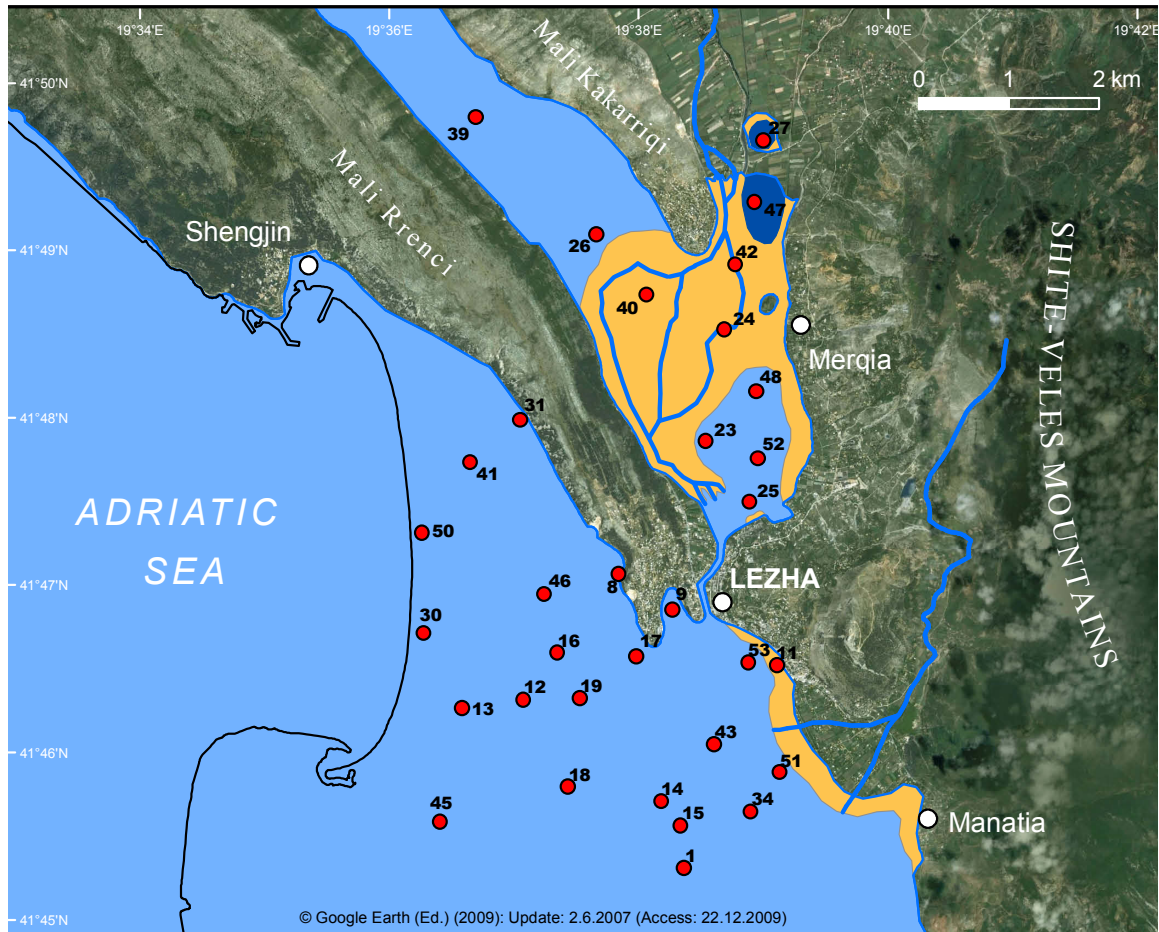 19°34'E
19°36'E
19°38'E
19°40'E
19°42'E
41°50'N
41°49'N
41°48'N
41°47'N
41°46'N
41°45'N
0 1 2 km
Mali Kakarriqi
Mali Rrenci
SHITE-VELES MOUNTAINS
Shengjin
Merqia
LEZHA
Manatia
ADRIATIC
SEA
39
27
47
26
42
40
24
48
31
23
52
41
25
50
8
46
9
30
16
17
53
11
12
19
13
43
51
18
14
34
45
15
1
© Google Earth (Ed.) (2009): Update: 2.6.2007 (Access: 22.12.2009)